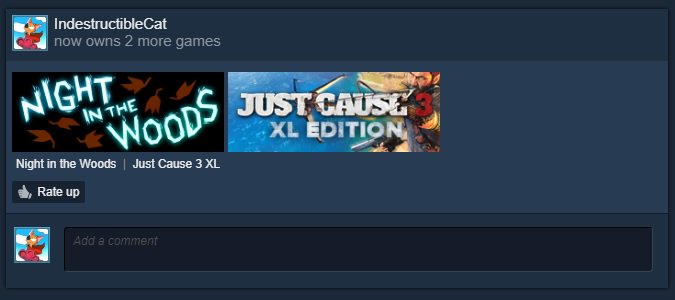 IndestructibleCat
now owns 2 more games
NIGHT IN THE WOODS
JUST CAUSE 3
XL EDITION
Night in the Woods | Just Cause 3 XL
Rate up
Add a comment